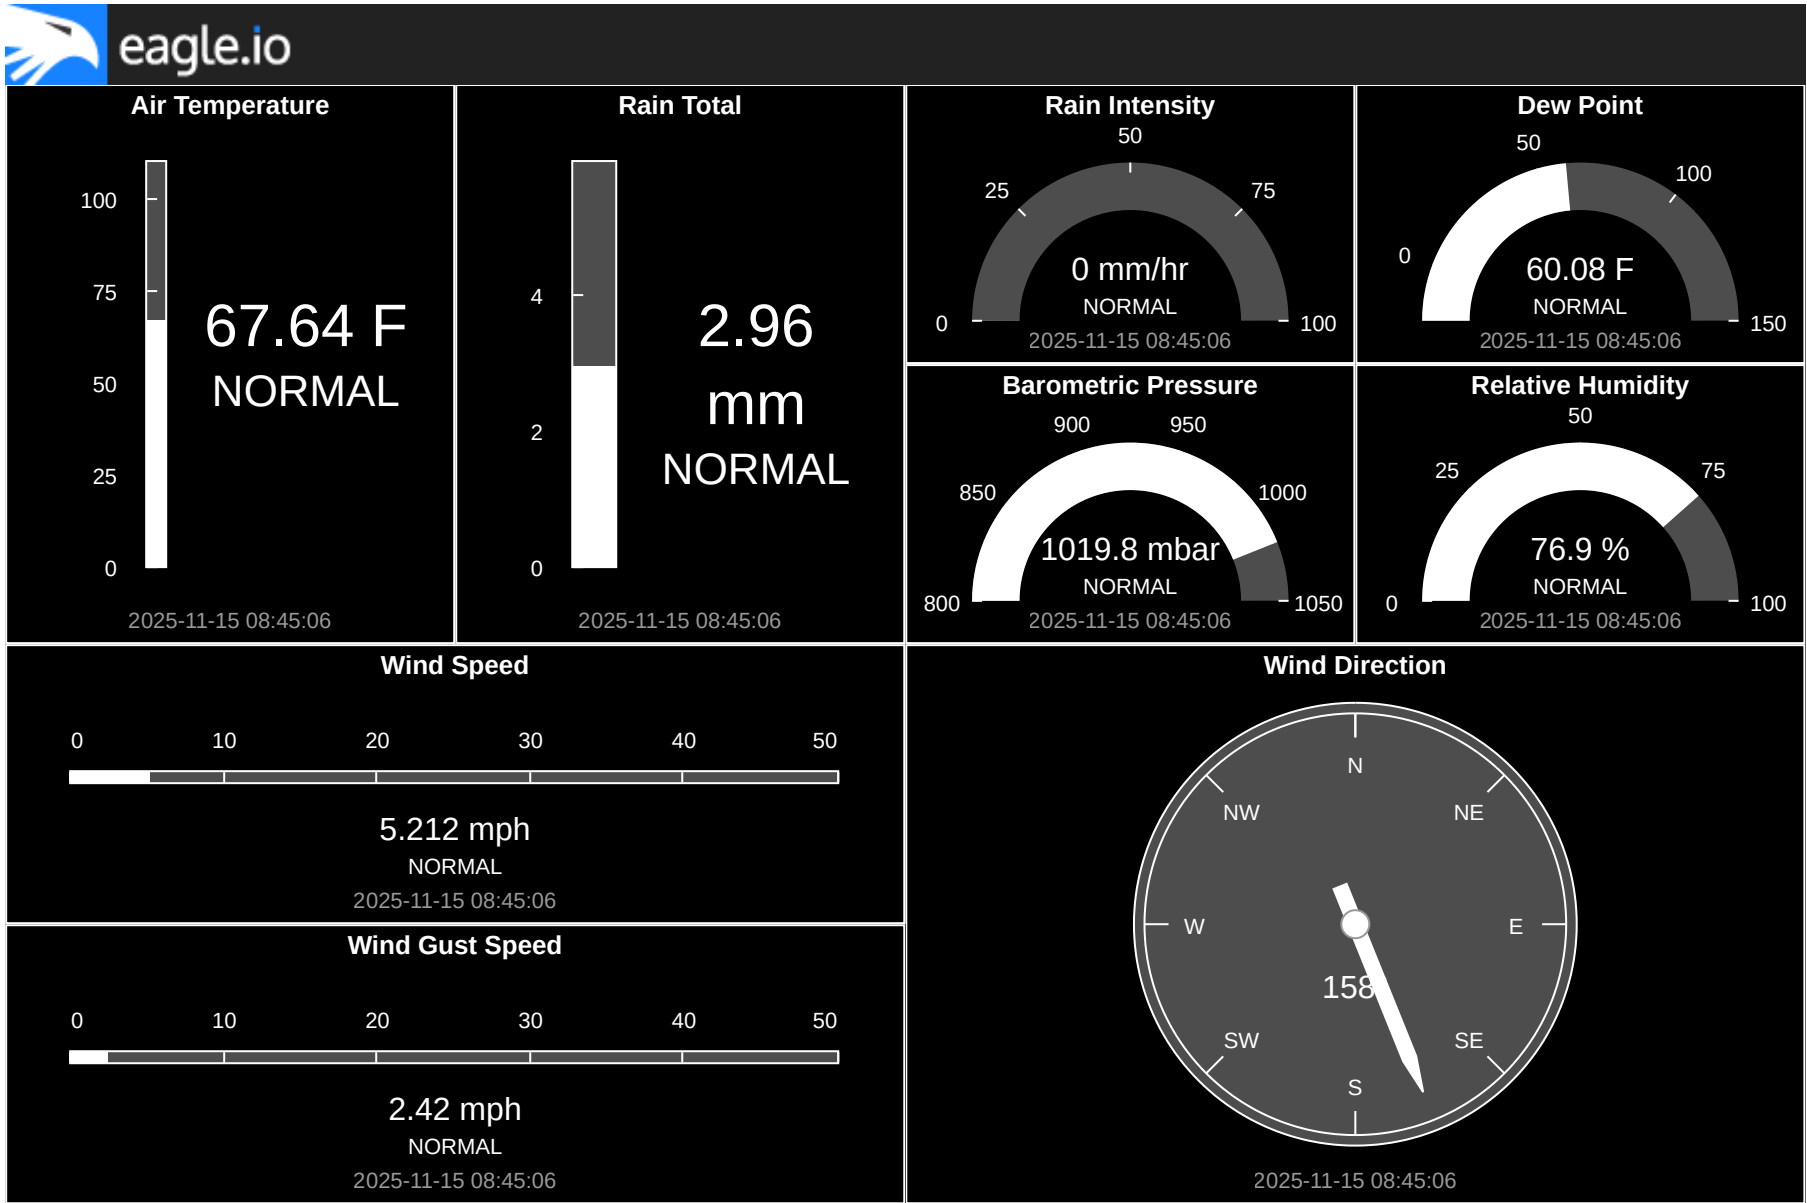 eagle.io
Air Temperature
100
75
50
25
0
67.64 F
NORMAL
2025-11-15 08:45:06
Rain Total
4
2
0
2.96
mm
NORMAL
2025-11-15 08:45:06
Rain Intensity
0
25
50
75
100
0 mm/hr
NORMAL
2025-11-15 08:45:06
Dew Point
0
50
100
150
60.08 F
NORMAL
2025-11-15 08:45:06
Barometric Pressure
800
850
900
950
1000
1050
1019.8 mbar
NORMAL
2025-11-15 08:45:06
Relative Humidity
0
25
50
75
100
76.9 %
NORMAL
2025-11-15 08:45:06
Wind Speed
0 10 20 30 40 50
5.212 mph
NORMAL
2025-11-15 08:45:06
Wind Gust Speed
0 10 20 30 40 50
2.42 mph
NORMAL
2025-11-15 08:45:06
Wind Direction
N
NW NE
W E
158
SW SE
S
2025-11-15 08:45:06